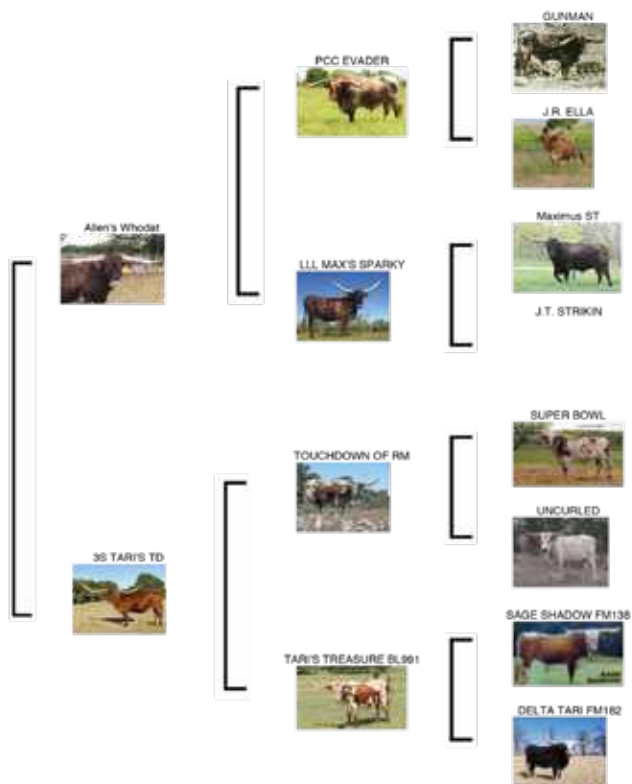 GUNMAN
PCC EVADER
J.R. ELLA
Allen's Whodat
Maximus ST
LLL MAX'S SPARKY
J.T. STRIKIN
SUPER BOWL
TOUCHDOWN OF RM
UNCURLED
3S TARI'S TD
SAGE SHADOW FM138
TARI'S TREASURE BL991
DELTA TARI FM182